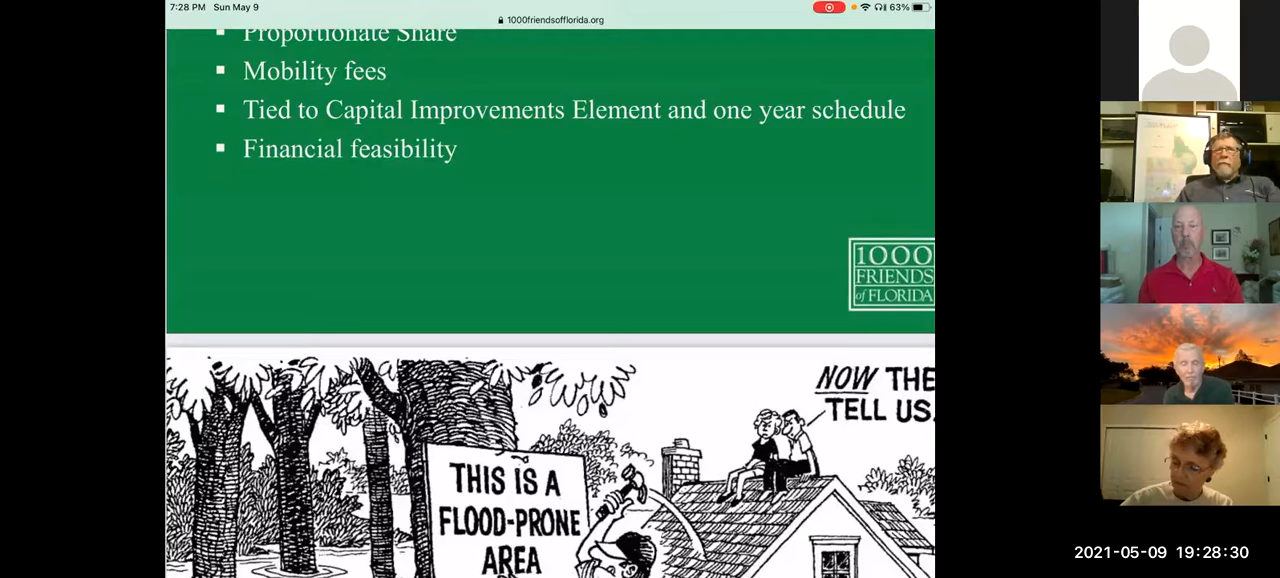 7:28 PM Sun May 9
1000friendsofflorida.org
63%
Proportionate Share
Mobility fees
Tied to Capital Improvements Element and one year schedule
Financial feasibility
1000
FRIENDS
of FLORIDA
NOW THE
TELL US.
THIS IS A
FLOOD-PRONE
AREA
2021-05-09 19:28:30